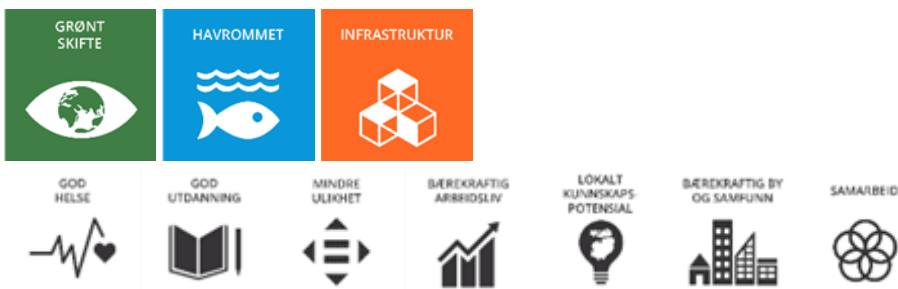 GRØNT
SKIFTE
HAVROMMET
INFRASTRUKTUR
GOD
HELSE
GOD
UTDANNING
MINDRE
ULIKHET
BÆREKRAFTIG
ARBEIDSLIV
LOKALT
KUNNSKAPS-
POTENSIAL
BÆREKRAFTIG BY
OG SAMFUNN
SAMARBEID